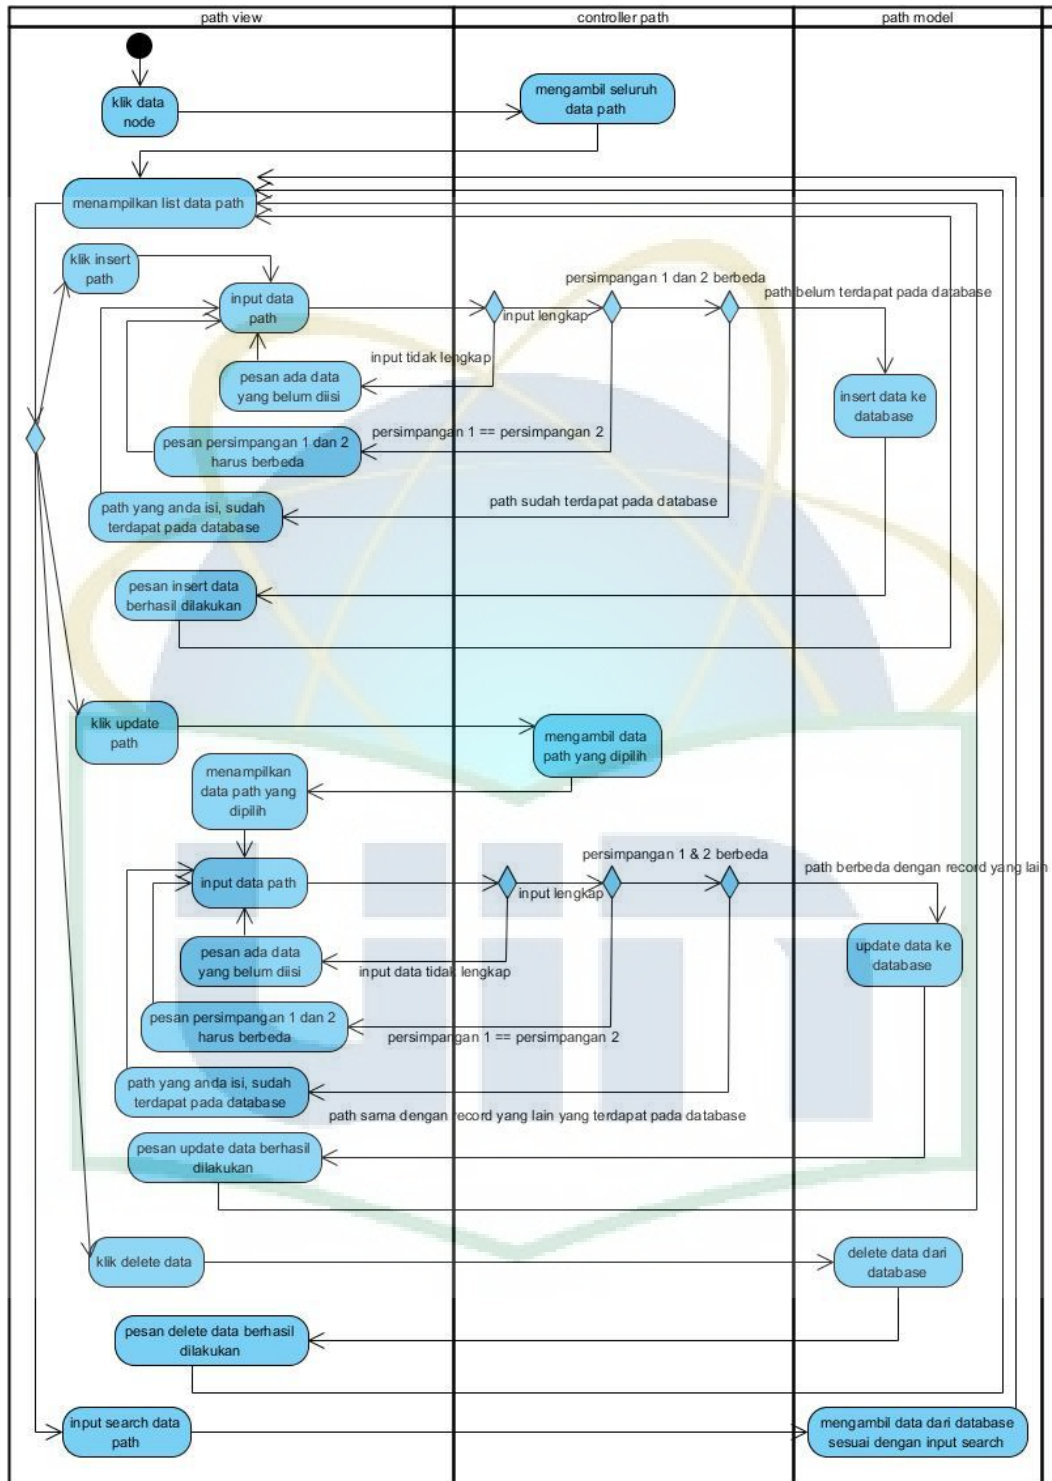 path view
controller path
path model
klik data
node
mengambil seluruh
data path
menampilkan list data path
klik insert
path
input data
path
input lengkap
persimpangan 1 dan 2 berbeda
path belum terdapat pada database
input tidak lengkap
pesan ada data
yang belum diisi
insert data ke
database
persimpangan 1 == persimpangan 2
pesan persimpangan 1 dan 2
harus berbeda
path sudah terdapat pada database
path yang anda isi, sudah
terdapat pada database
pesan insert data
berhasil dilakukan
klik update
path
mengambil data
path yang dipilih
menampilkan
data path yang
dipilih
input data path
input lengkap
persimpangan 1 & 2 berbeda
path berbeda dengan record yang lain
update data ke
database
pesan ada data
yang belum diisi
input data tidak lengkap
pesan persimpangan 1 dan 2
harus berbeda
persimpangan 1 == persimpangan 2
path yang anda isi, sudah
terdapat pada database
path sama dengan record yang lain yang terdapat pada database
pesan update data berhasil
dilakukan
klik delete data
delete data dari
database
pesan delete data berhasil
dilakukan
input search data
path
mengambil data dari database
sesuai dengan input search
uin